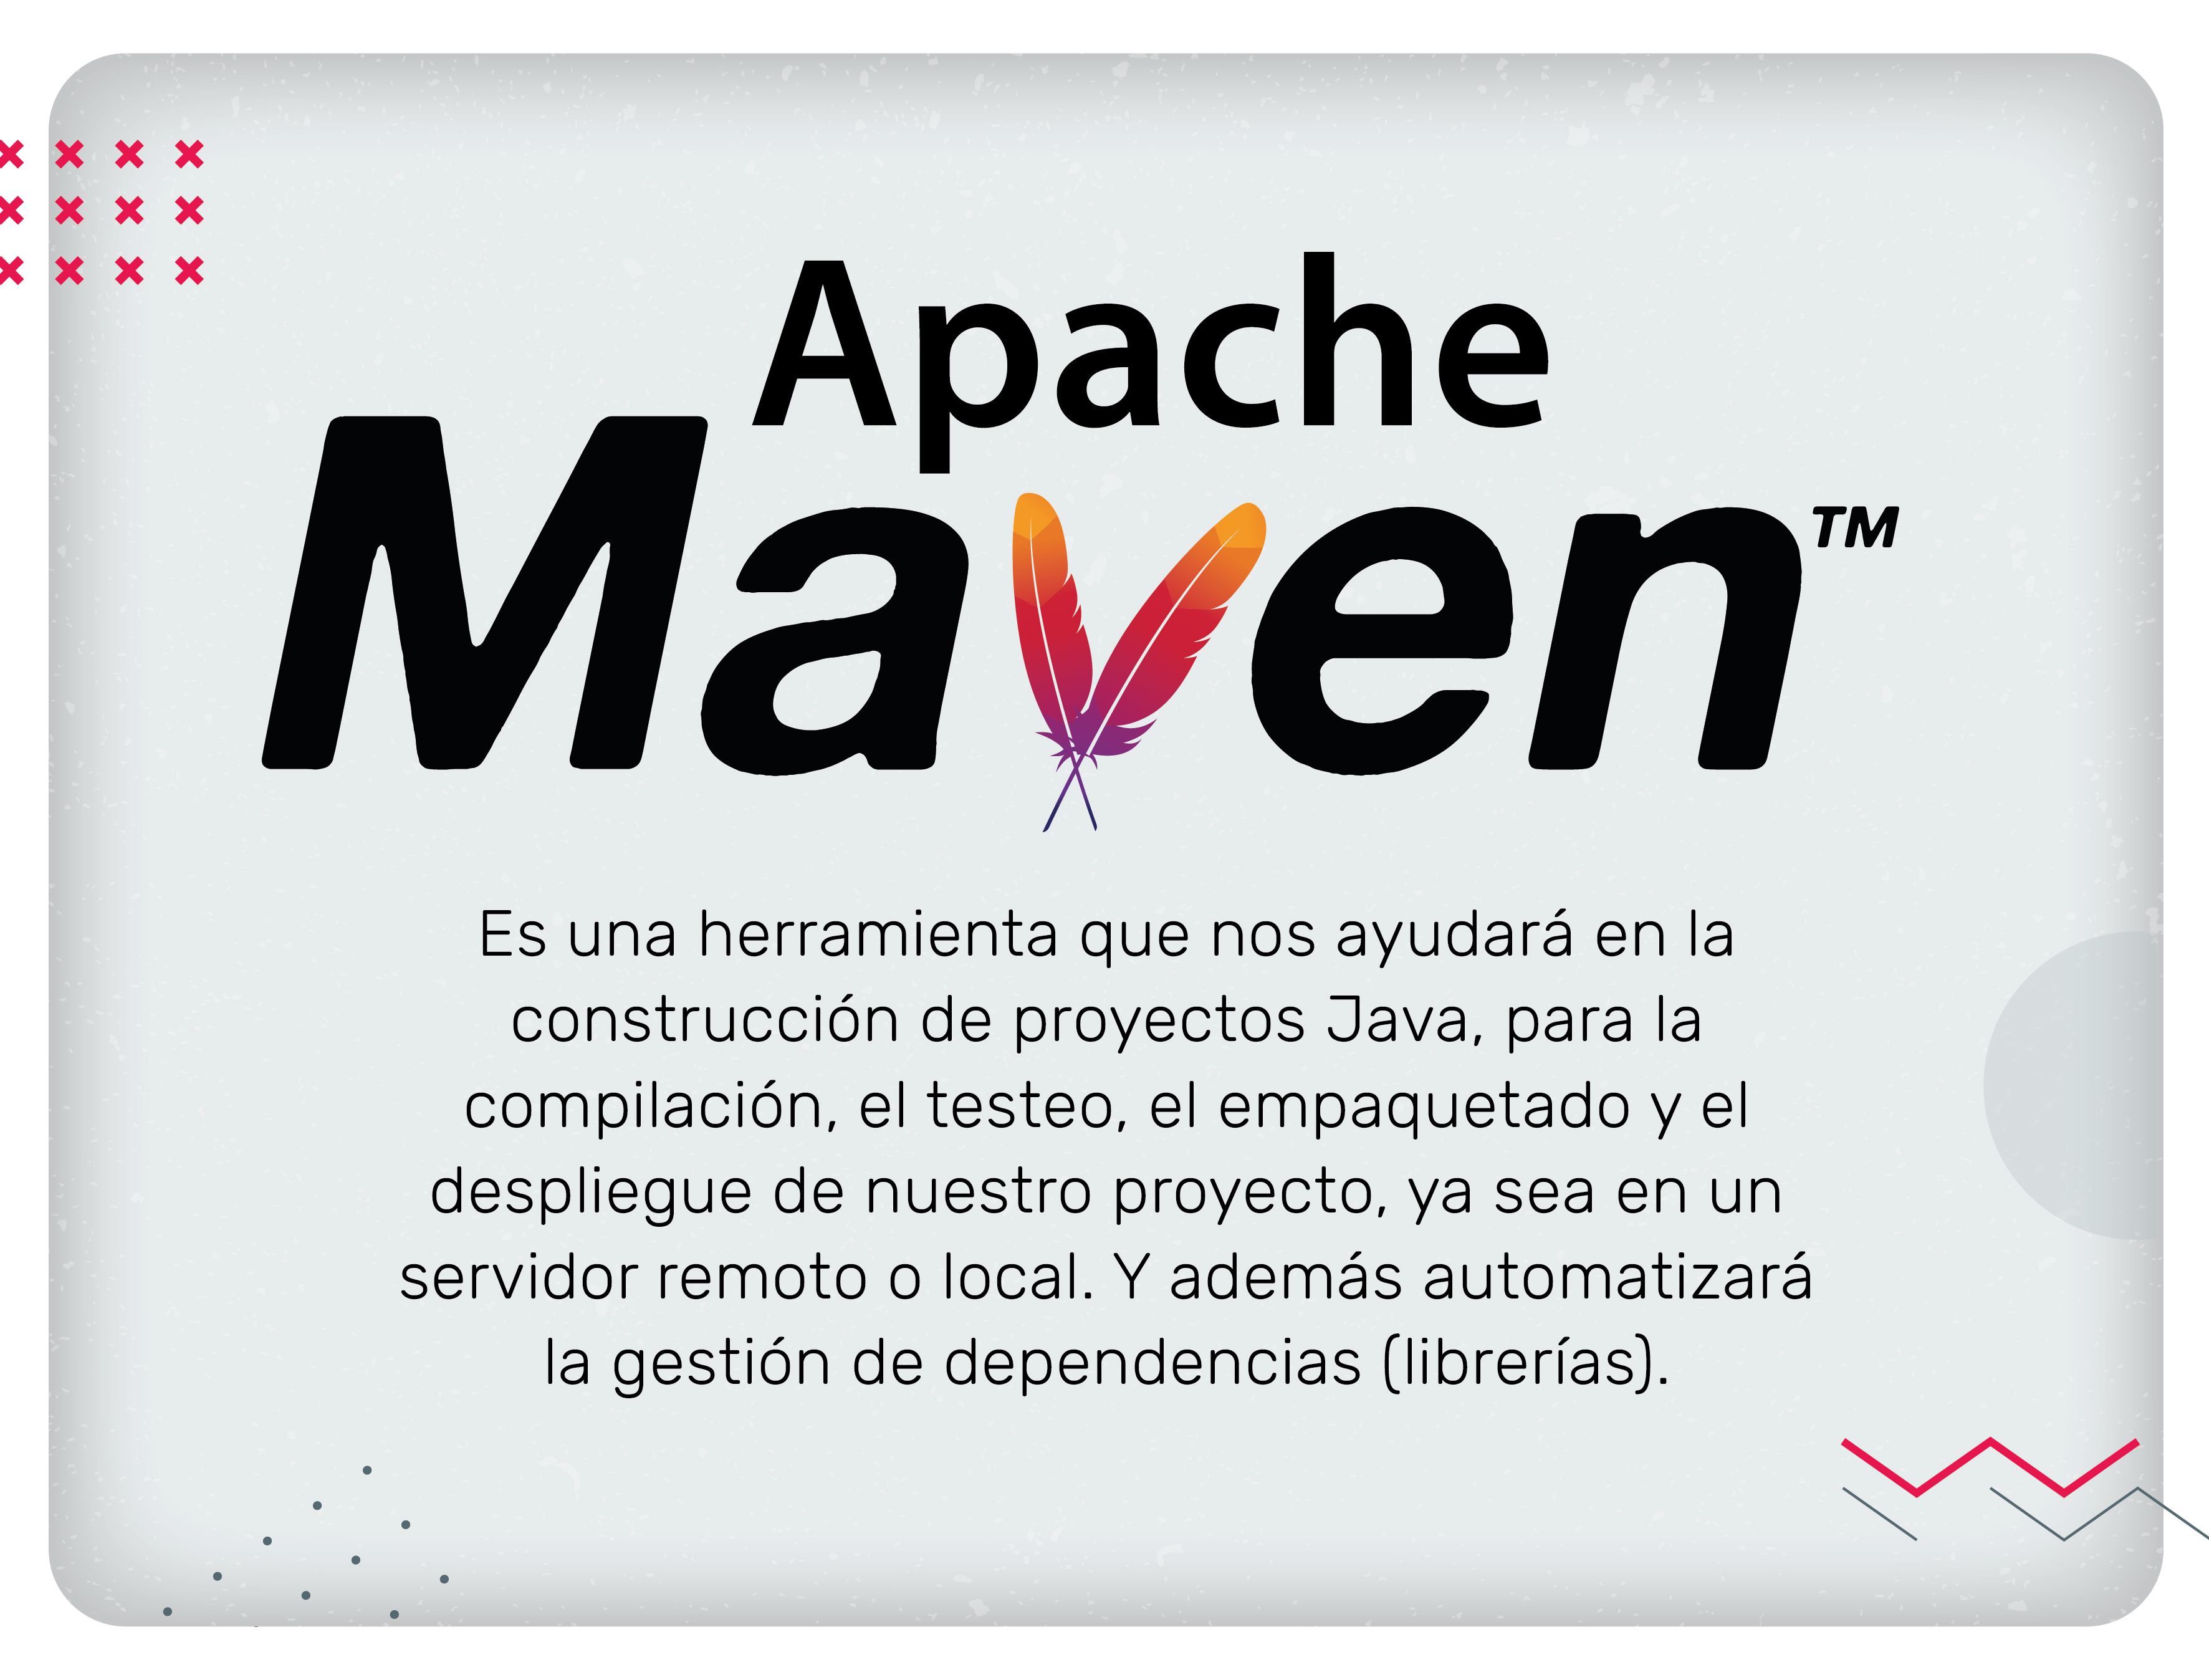 Apache
Maven™
Es una herramienta que nos ayudará en la
construcción de proyectos Java, para la
compilación, el testeo, el empaquetado y el
despliegue de nuestro proyecto, ya sea en un
servidor remoto o local. Y además automatizará
la gestión de dependencias (librerías).